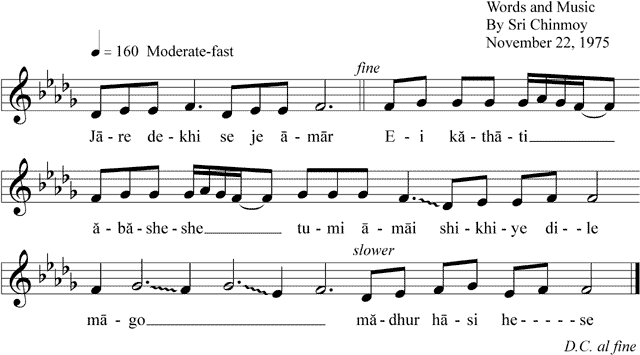 Words and Music
By Sri Chinmoy
November 22, 1975
♩ = 160 Moderate-fast
fine
Jā - re de - khi se je ā - mār E - i kă - thă - ti
ă - bă - she - she tu - mi ā - māi shi - khi - ye di - - le
slower
mā - go mă - dhur hā - si he - - - - - se
D.C. al fine